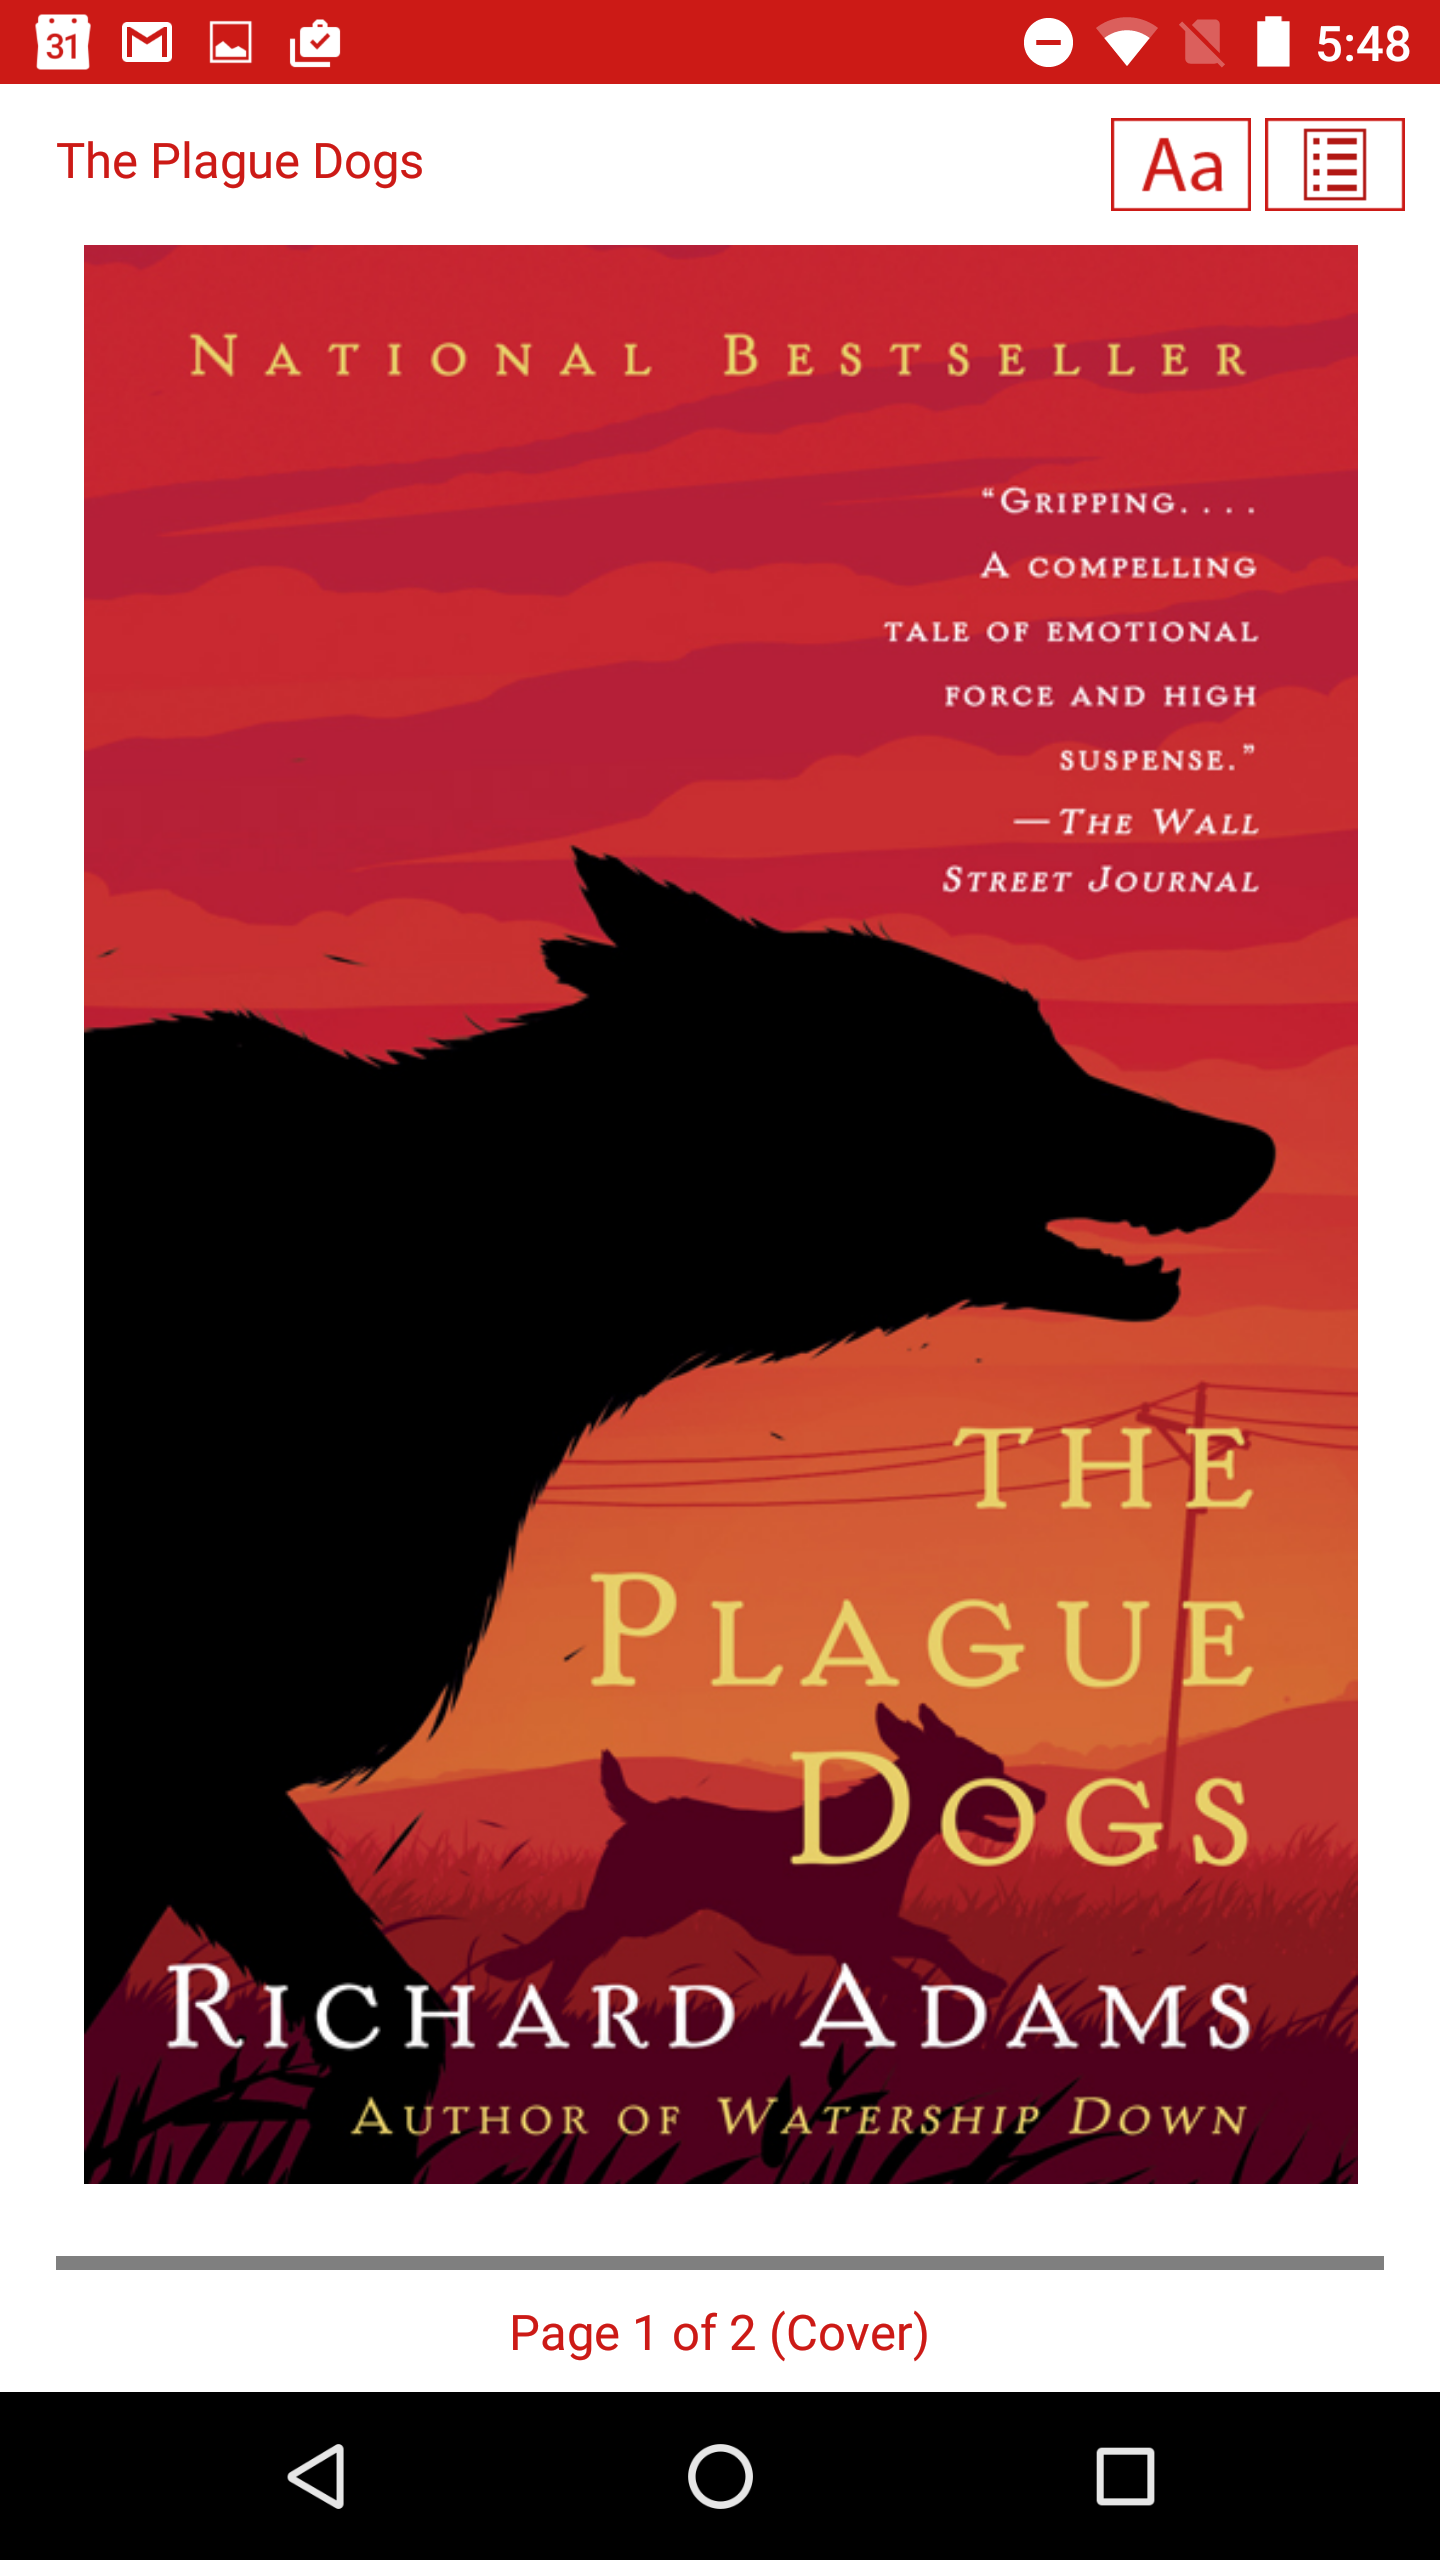 31
5:48
The Plague Dogs
Aa
NATIONAL BESTSELLER
“GRIPPING. . . .
A COMPELLING
TALE OF EMOTIONAL
FORCE AND HIGH
SUSPENSE.”
—THE WALL
STREET JOURNAL
THE
PLAGUE
DOGS
RICHARD ADAMS
AUTHOR OF WATERSHIP DOWN
Page 1 of 2 (Cover)